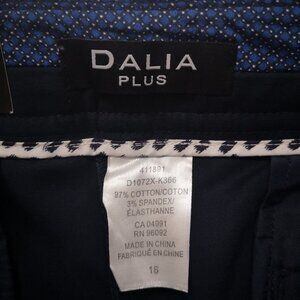 DALIA
PLUS
411891
D1072X-K366
97% COTTON/COTON
3% SPANDEX/
ÉLASTHANNE
CA 04991
RN 96092
MADE IN CHINA
FABRIQUÉ EN CHINE
16